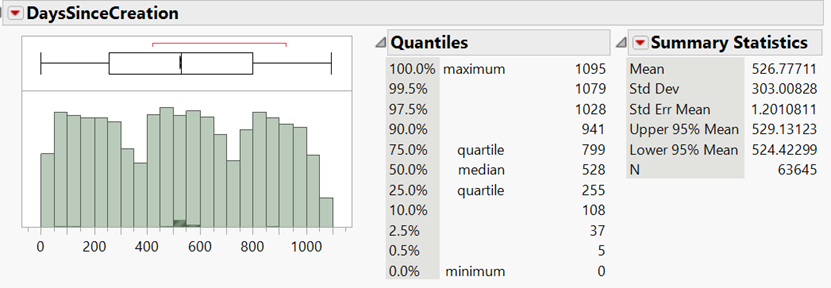 DaysSinceCreation
0 200 400 600 800 1000
Quantiles
100.0% maximum 1095
99.5% 1079
97.5% 1028
90.0% 941
75.0% quartile 799
50.0% median 528
25.0% quartile 255
10.0% 108
2.5% 37
0.5% 5
0.0% minimum 0
Summary Statistics
Mean 526.77711
Std Dev 303.00828
Std Err Mean 1.2010811
Upper 95% Mean 529.13123
Lower 95% Mean 524.42299
N 63645